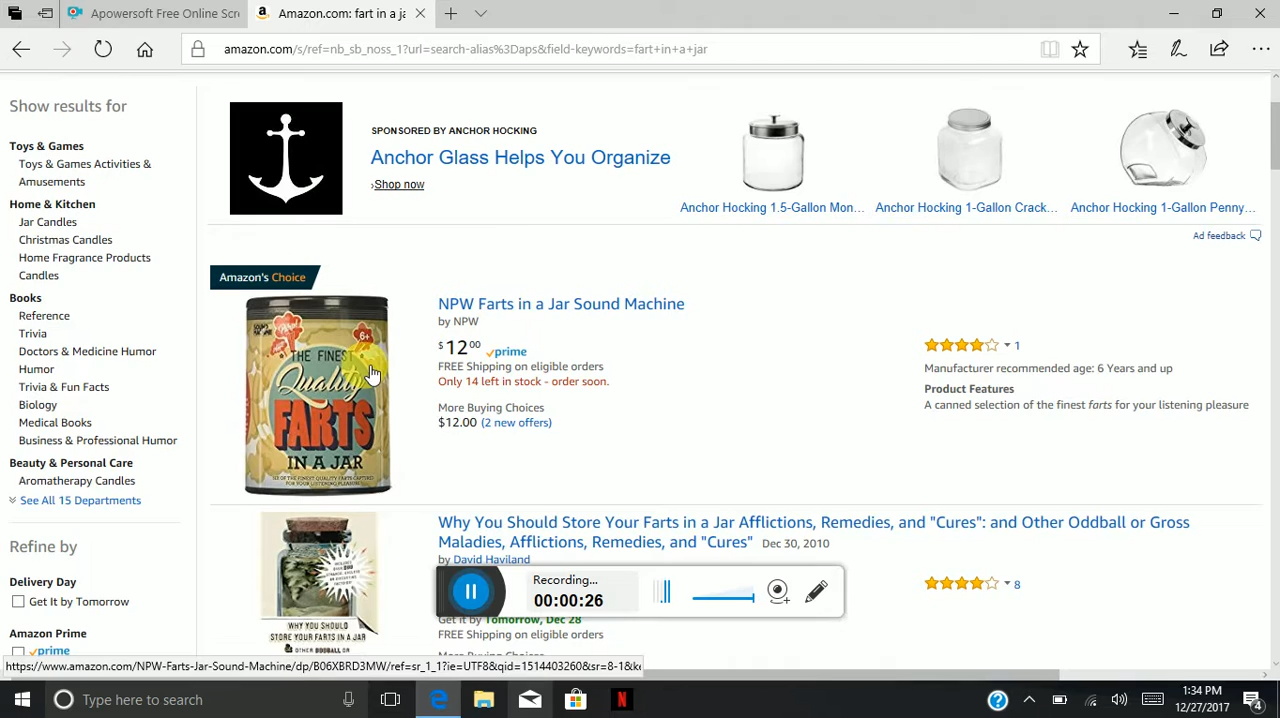 Apowersoft Free Online Scre
Amazon.com: fart in a ja
amazon.com/s/ref=nb_sb_noss_1?url=search-alias%3Daps&field-keywords=fart+in+a+jar
Show results for
Toys & Games
Toys & Games Activities &
Amusements
Home & Kitchen
Jar Candles
Christmas Candles
Home Fragrance Products
Candles
Books
Reference
Trivia
Doctors & Medicine Humor
Humor
Trivia & Fun Facts
Biology
Medical Books
Business & Professional Humor
Beauty & Personal Care
Aromatherapy Candles
See All 15 Departments
Refine by
Delivery Day
Get It by Tomorrow
Amazon Prime
prime
SPONSORED BY ANCHOR HOCKING
Anchor Glass Helps You Organize
›Shop now
Anchor Hocking 1.5-Gallon Mon...
Anchor Hocking 1-Gallon Crack...
Anchor Hocking 1-Gallon Penny...
Ad feedback
Amazon's Choice
6+
THE FINEST
Quality
FARTS
IN A JAR
NPW Farts in a Jar Sound Machine
by NPW
$12 00 prime
FREE Shipping on eligible orders
Only 14 left in stock - order soon.
More Buying Choices
$12.00 (2 new offers)
1
Manufacturer recommended age: 6 Years and up
Product Features
A canned selection of the finest farts for your listening pleasure
WHY YOU SHOULD
STORE YOUR FARTS IN A JAR
Why You Should Store Your Farts in a Jar Afflictions, Remedies, and "Cures": and Other Oddball or Gross
Maladies, Afflictions, Remedies, and "Cures" Dec 30, 2010
by David Haviland
8
Recording...
00:00:26
Get it by Tomorrow, Dec 28
FREE Shipping on eligible orders
More Buying Choices
https://www.amazon.com/NPW-Farts-Jar-Sound-Machine/dp/B06XBRD3MW/ref=sr_1_1?ie=UTF8&qid=1514403260&sr=8-1&ke
Type here to search
1:34 PM
12/27/2017
4